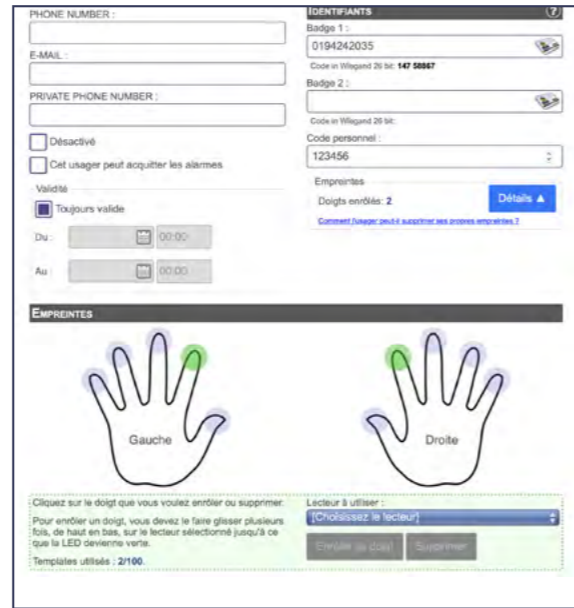 PHONE NUMBER :
E-MAIL :
PRIVATE PHONE NUMBER :
Désactivé
Cet usager peut acquitter les alarmes
Validité
Toujours valide
Du :
00:00
Au :
00:00
IDENTIFIANTS
Badge 1 :
0194242035
Code in Wiegand 26 bit: 147 58867
Badge 2 :
Code in Wiegand 26 bit:
Code personnel :
123456
Empreintes
Doigts enrôlés: 2
Détails ▲
Comment l'usager peut-il supprimer ses propres empreintes ?
EMPREINTES
Gauche
Droite
Cliquez sur le doigt que vous voulez enrôler ou supprimer.
Pour enrôler un doigt, vous devez le faire glisser plusieurs
fois, de haut en bas, sur le lecteur sélectionné jusqu'à ce
que la LED devienne verte.
Templates utilisés : 2/100.
Lecteur à utiliser :
[Choisissez le lecteur]
Enrôler ce doigt
Supprimer